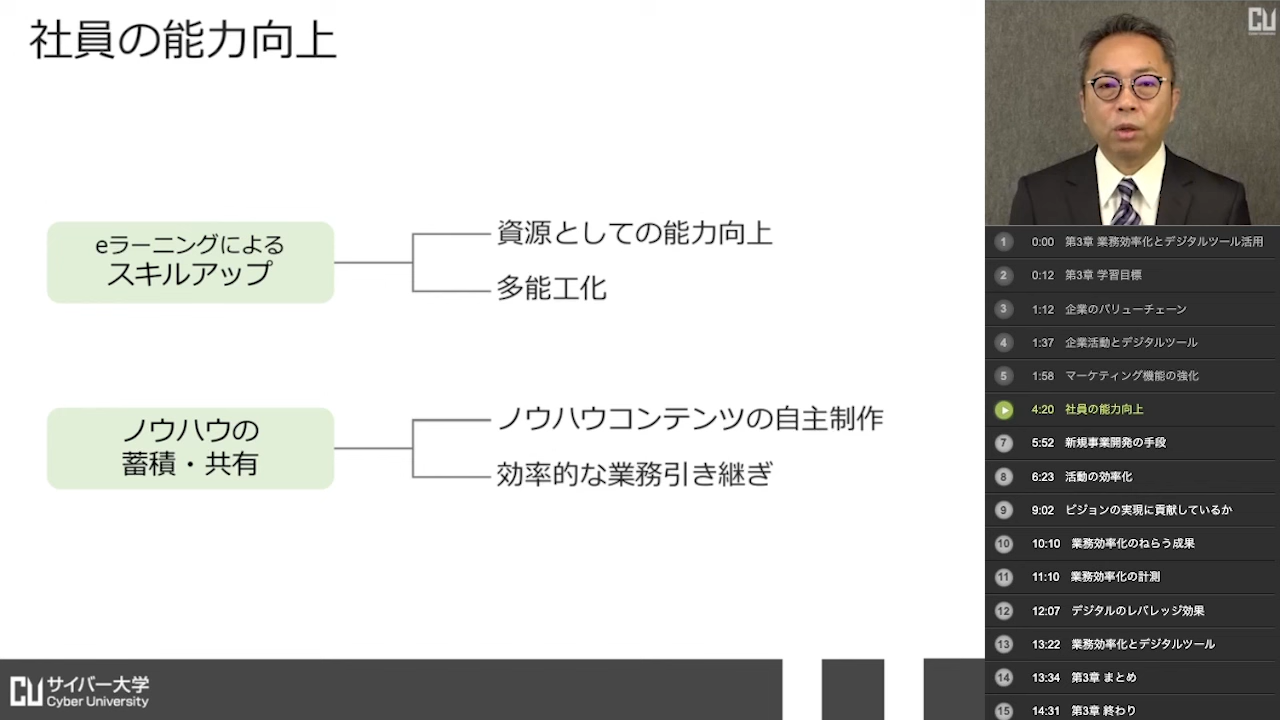 社員の能力向上
eラーニングによる
スキルアップ
資源としての能力向上
多能工化
ノウハウの
蓄積・共有
ノウハウコンテンツの自主制作
効率的な業務引き継ぎ
CU サイバー大学
Cyber University
CU
Cyber University
1 0:00 第3章 業務効率化とデジタルツール活用
2 0:12 第3章 学習目標
3 1:12 企業のバリューチェーン
4 1:37 企業活動とデジタルツール
5 1:58 マーケティング機能の強化
4:20 社員の能力向上
7 5:52 新規事業開発の手段
8 6:23 活動の効率化
9 9:02 ビジョンの実現に貢献しているか
10 10:10 業務効率化のねらう成果
11 11:10 業務効率化の計測
12 12:07 デジタルのレバレッジ効果
13 13:22 業務効率化とデジタルツール
14 13:34 第3章 まとめ
15 14:31 第3章 終わり